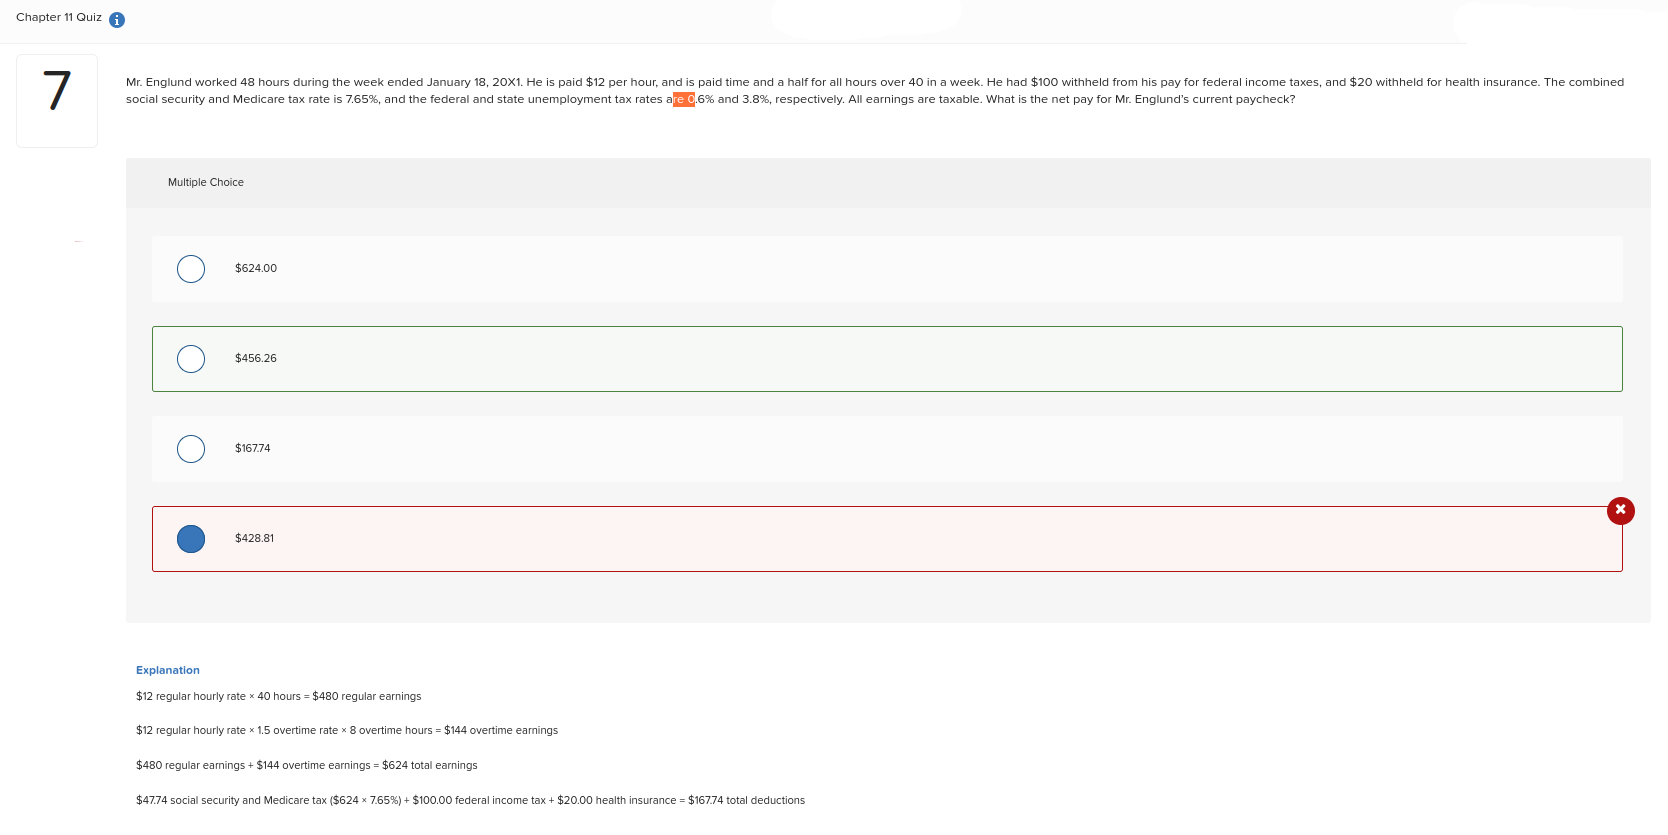 Chapter 11 Quiz i
7
Mr. Englund worked 48 hours during the week ended January 18, 20X1. He is paid $12 per hour, and is paid time and a half for all hours over 40 in a week. He had $100 withheld from his pay for federal income taxes, and $20 withheld for health insurance. The combined
social security and Medicare tax rate is 7.65%, and the federal and state unemployment tax rates are 0.6% and 3.8%, respectively. All earnings are taxable. What is the net pay for Mr. Englund's current paycheck?
Multiple Choice
$624.00
$456.26
$167.74
$428.81
Explanation
$12 regular hourly rate × 40 hours = $480 regular earnings
$12 regular hourly rate × 1.5 overtime rate × 8 overtime hours = $144 overtime earnings
$480 regular earnings + $144 overtime earnings = $624 total earnings
$47.74 social security and Medicare tax ($624 × 7.65%) + $100.00 federal income tax + $20.00 health insurance = $167.74 total deductions